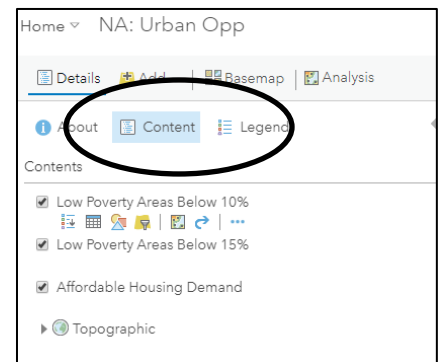 Home NA: Urban Opp
Details Add Basemap Analysis
About Content Legend
Contents
Low Poverty Areas Below 10%
Low Poverty Areas Below 15%
Affordable Housing Demand
Topographic